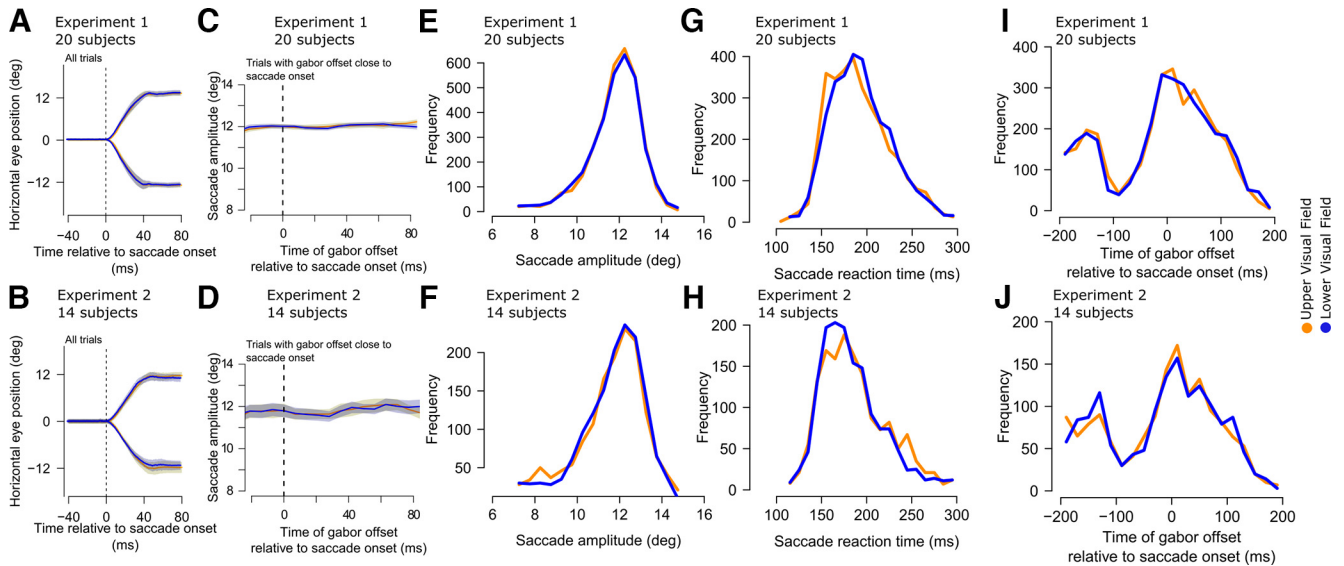 A
Experiment 1
20 subjects
All trials
Horizontal eye position (deg)
12
0
−12
−40 0 40 80
Time relative to saccade onset
(ms)
C
Experiment 1
20 subjects
Trials with gabor offset close to
saccade onset
Saccade amplitude (deg)
14
12
11
10
9
8
0 40 80
Time of gabor offset
relative to saccade onset (ms)
E
Experiment 1
20 subjects
Frequency
600
500
400
300
200
100
0
4 6 8 10 12 14 16
Saccade amplitude (deg)
G
Experiment 1
20 subjects
Frequency
400
300
200
100
0
100 150 200 250 300
Saccade reaction time (ms)
I
Experiment 1
20 subjects
Frequency
400
300
200
100
0
−200 −100 0 100 200
Time of gabor offset
relative to saccade onset (ms)
B
Experiment 2
14 subjects
All trials
Horizontal eye position (deg)
12
0
−12
−40 0 40 80
Time relative to saccade onset
(ms)
D
Experiment 2
14 subjects
Trials with gabor offset close to
saccade onset
Saccade amplitude (deg)
14
12
11
10
9
8
0 40 80
Time of gabor offset
relative to saccade onset (ms)
F
Experiment 2
14 subjects
Frequency
200
150
100
50
6 8 10 12 14 16
Saccade amplitude (deg)
H
Experiment 2
14 subjects
Frequency
200
150
100
50
0
100 150 200 250 300
Saccade reaction time (ms)
J
Experiment 2
14 subjects
Frequency
200
150
100
50
0
−200 −100 0 100 200
Time of gabor offset
relative to saccade onset (ms)
Upper Visual Field
Lower Visual Field